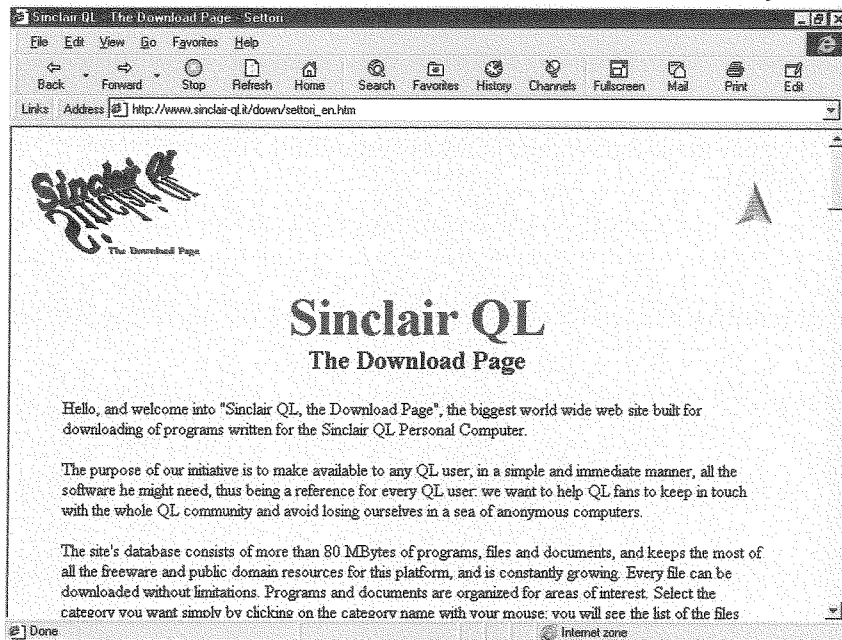 Sinclair QL - The Download Page - Settori
File Edit View Go Favorites Help
Back Forward Stop Refresh Home Search Favorites History Channels Fullscreen Mail Print Edit
Links Address http://www.sinclair-ql.it/down/settori_en.htm
Sinclair QL
The Download Page
Sinclair QL
The Download Page
Hello, and welcome into "Sinclair QL, the Download Page", the biggest world wide web site built for
downloading of programs written for the Sinclair QL Personal Computer.
The purpose of our initiative is to make available to any QL user, in a simple and immediate manner, all the
software he might need, thus being a reference for every QL user: we want to help QL fans to keep in touch
with the whole QL community and avoid losing ourselves in a sea of anonymous computers.
The site's database consists of more than 80 MBytes of programs, files and documents, and keeps the most of
all the freeware and public domain resources for this platform, and is constantly growing. Every file can be
downloaded without limitations. Programs and documents are organized for areas of interest. Select the
category you want simply by clicking on the category name with your mouse: you will see the list of the files
Done Internet zone